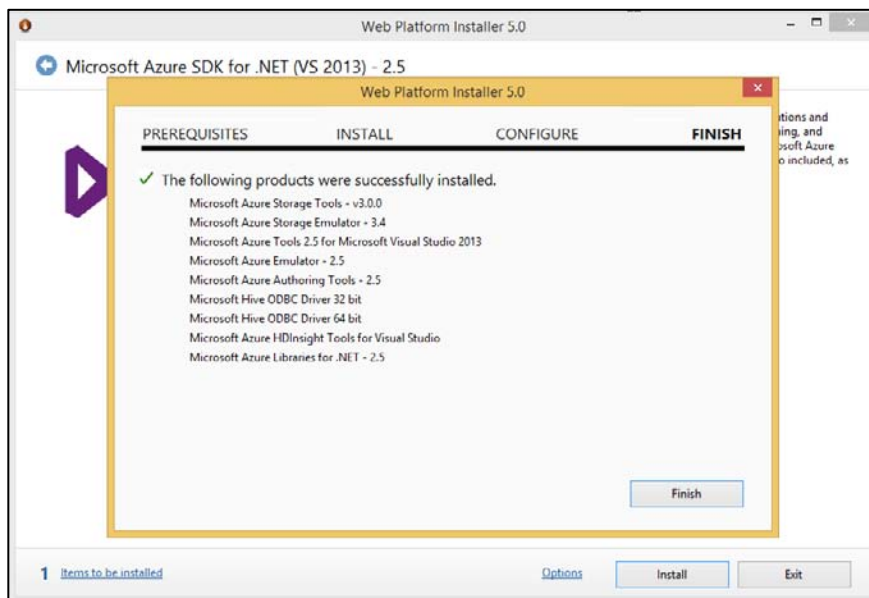 Web Platform Installer 5.0
Microsoft Azure SDK for .NET (VS 2013) - 2.5
Web Platform Installer 5.0
PREREQUISITES INSTALL CONFIGURE FINISH
The following products were successfully installed.
Microsoft Azure Storage Tools - v3.0.0
Microsoft Azure Storage Emulator - 3.4
Microsoft Azure Tools 2.5 for Microsoft Visual Studio 2013
Microsoft Azure Emulator - 2.5
Microsoft Azure Authoring Tools - 2.5
Microsoft Hive ODBC Driver 32 bit
Microsoft Hive ODBC Driver 64 bit
Microsoft Azure HDInsight Tools for Visual Studio
Microsoft Azure Libraries for .NET - 2.5
and
and
Azure
included, as
Finish
1 Items to be installed Options Install Exit